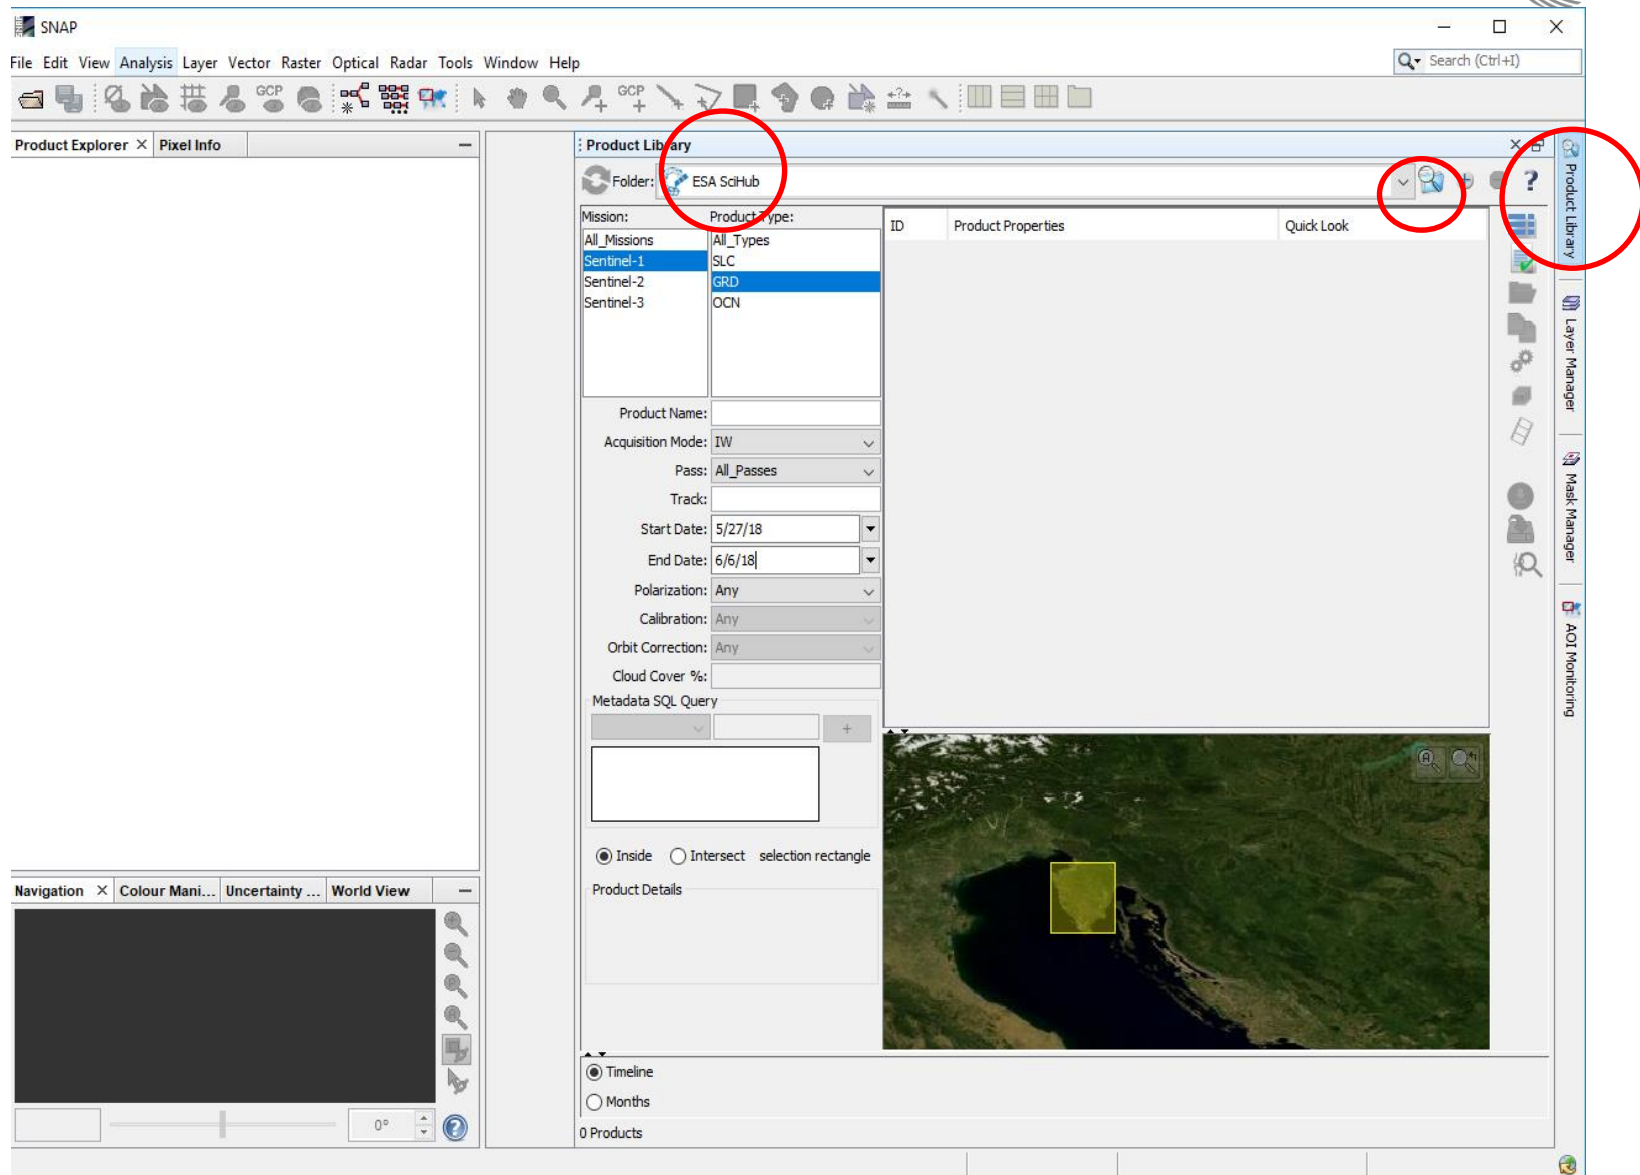 SNAP
File Edit View Analysis Layer Vector Raster Optical Radar Tools Window Help
Search (Ctrl+I)
GCP
GCP
Product Explorer Pixel Info
Product Library
Folder: ESA SciHub
Mission: Product Type:
All_Missions
Sentinel-1
Sentinel-2
Sentinel-3
All_Types
SLC
GRD
OCN
ID Product Properties Quick Look
Product Name:
Acquisition Mode: IW
Pass: All_Passes
Track:
Start Date: 5/27/18
End Date: 6/6/18
Polarization: Any
Calibration: Any
Orbit Correction: Any
Cloud Cover %:
Metadata SQL Query
+
Inside Intersect selection rectangle
Product Details
Timeline
Months
0 Products
Product Library
Layer Manager
Mask Manager
AOI Monitoring
Navigation Colour Mani... Uncertainty ... World View
0°